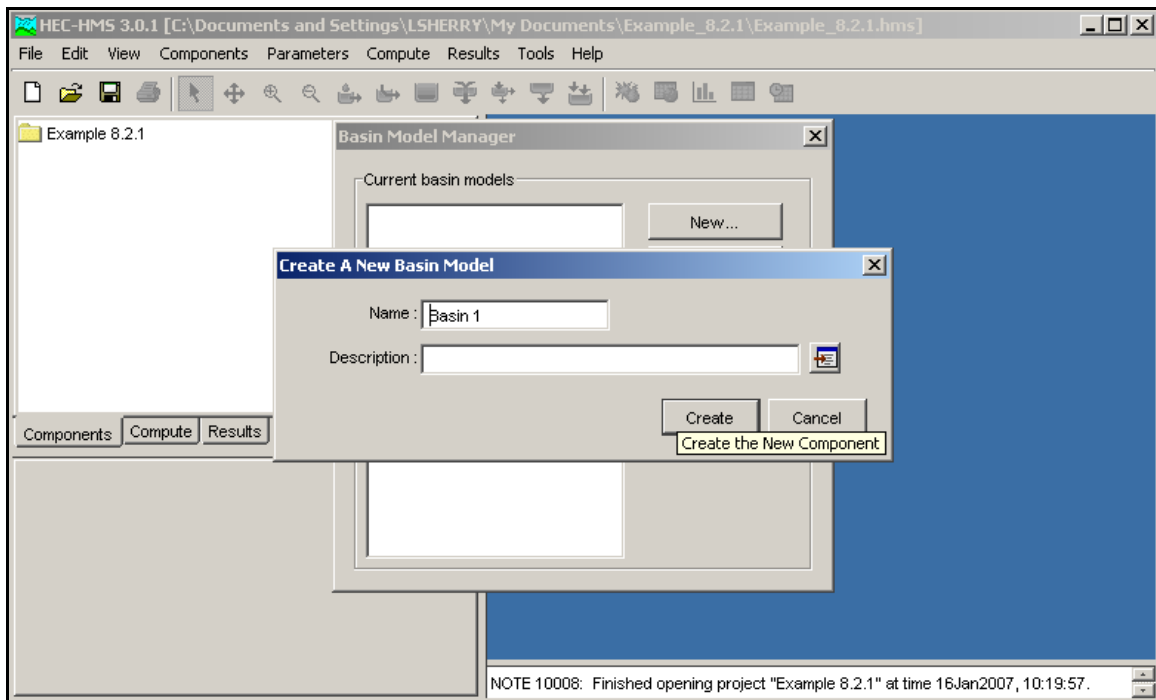 HEC-HMS 3.0.1 [C:\Documents and Settings\LSHERRY\My Documents\Example_8.2.1\Example_8.2.1.hms]
File Edit View Components Parameters Compute Results Tools Help
Example 8.2.1
Basin Model Manager
Current basin models
New...
Create A New Basin Model
Name :
Basin 1
Description :
Create
Cancel
Create the New Component
Components
Compute
Results
NOTE 10008: Finished opening project "Example 8.2.1" at time 16Jan2007, 10:19:57.